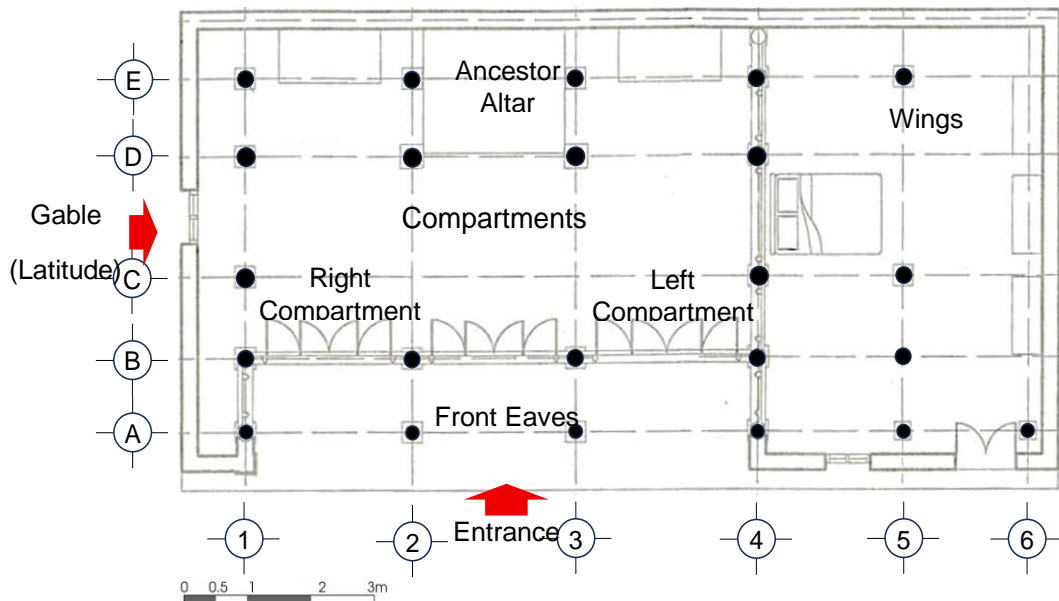 E
Ancestor
Altar
Wings
D
Gable
Compartments
(Latitude)
C
Right
Compartment
Left
Compartment
B
A
Front Eaves
Entrance
1
2
3
4
5
6
0 0.5 1 2 3m